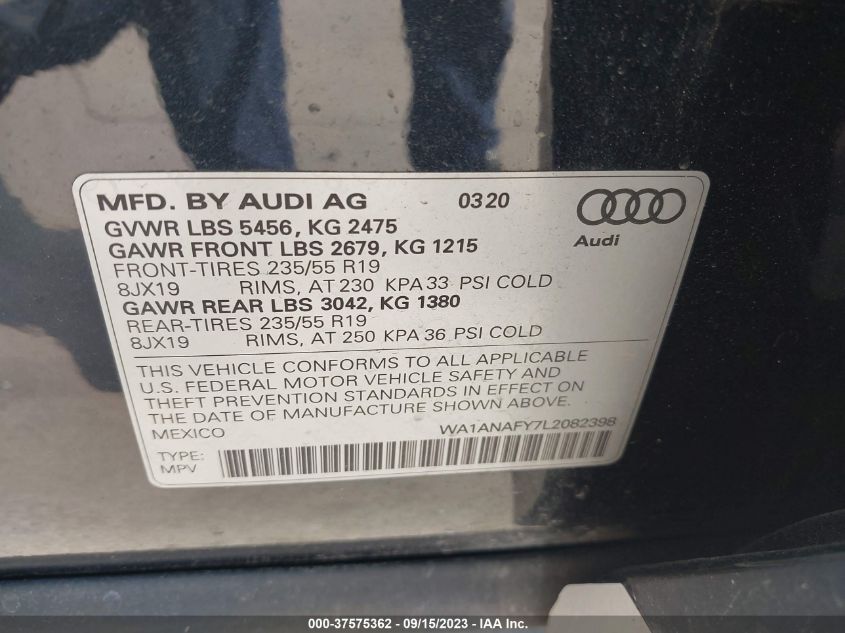 MFD. BY AUDI AG 0320
GVWR LBS 5456, KG 2475
GAWR FRONT LBS 2679, KG 1215
Audi
FRONT-TIRES 235/55 R19
8JX19 RIMS, AT 230 KPA 33 PSI COLD
GAWR REAR LBS 3042, KG 1380
REAR-TIRES 235/55 R19
8JX19 RIMS, AT 250 KPA 36 PSI COLD
THIS VEHICLE CONFORMS TO ALL APPLICABLE
U.S. FEDERAL MOTOR VEHICLE SAFETY AND
THEFT PREVENTION STANDARDS IN EFFECT ON
THE DATE OF MANUFACTURE SHOWN ABOVE.
MEXICO WA1ANAFY7L2082398
TYPE:
MPV
000-37575362 - 09/15/2023 - IAA Inc.